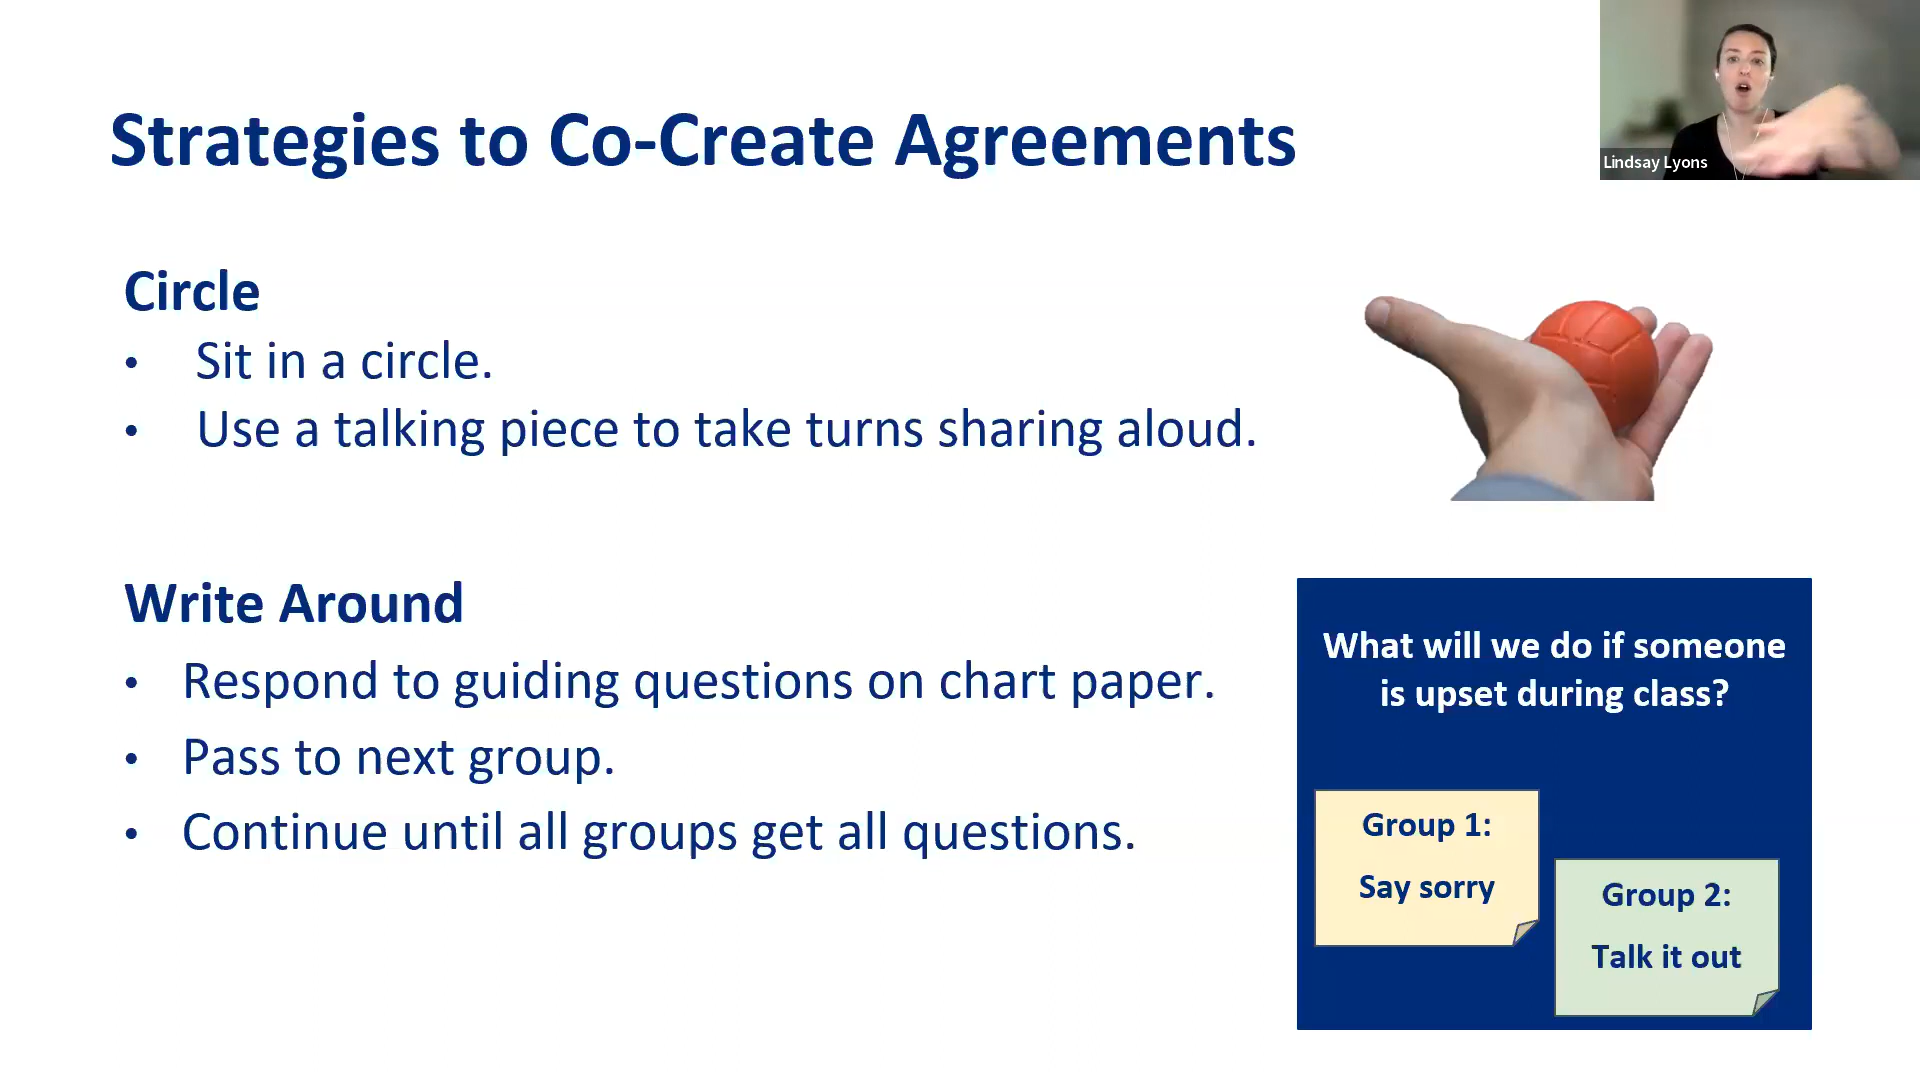 Lindsay Lyons
Strategies to Co-Create Agreements
Circle
• Sit in a circle.
• Use a talking piece to take turns sharing aloud.
Write Around
• Respond to guiding questions on chart paper.
• Pass to next group.
• Continue until all groups get all questions.
What will we do if someone
is upset during class?
Group 1:
Say sorry
Group 2:
Talk it out